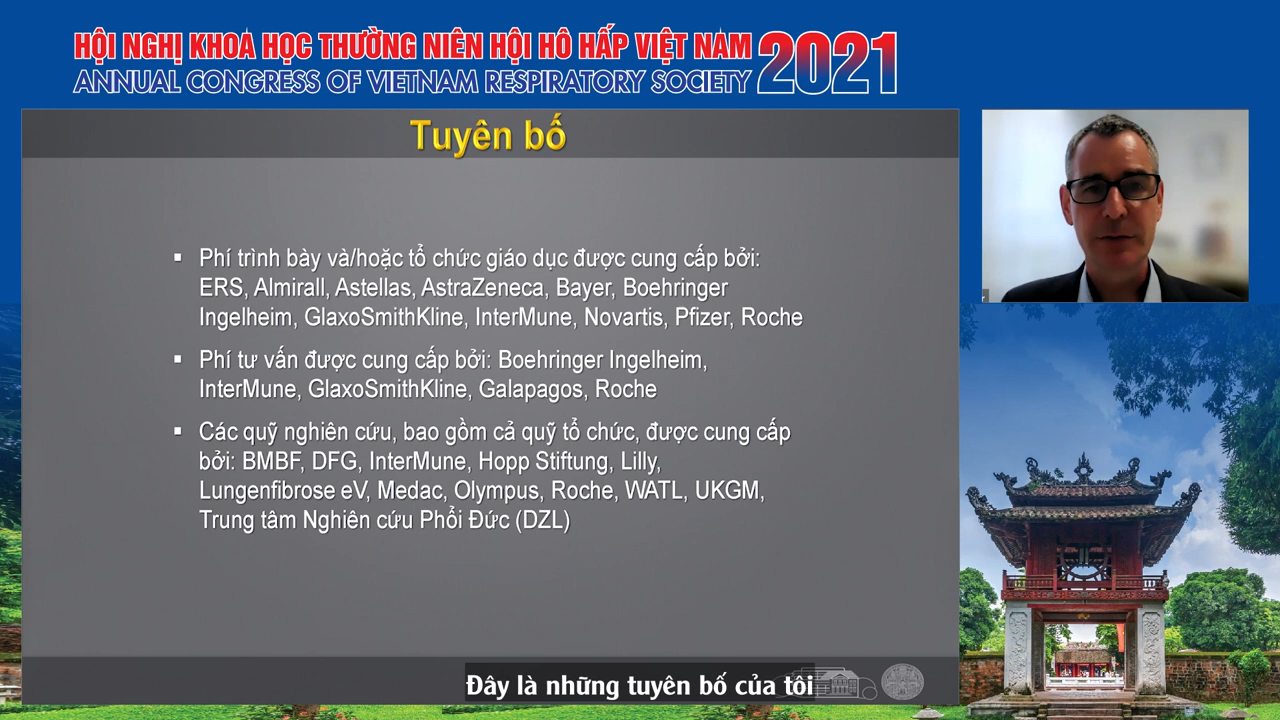 HỘI NGHỊ KHOA HỌC THƯỜNG NIÊN HỘI HÔ HẤP VIỆT NAM 2021
ANNUAL CONGRESS OF VIETNAM RESPIRATORY SOCIETY
Tuyên bố
▪ Phí trình bày và/hoặc tổ chức giáo dục được cung cấp bởi:
ERS, Almirall, Astellas, AstraZeneca, Bayer, Boehringer
Ingelheim, GlaxoSmithKline, InterMune, Novartis, Pfizer, Roche
▪ Phí tư vấn được cung cấp bởi: Boehringer Ingelheim,
InterMune, GlaxoSmithKline, Galapagos, Roche
▪ Các quỹ nghiên cứu, bao gồm cả quỹ tổ chức, được cung cấp
bởi: BMBF, DFG, InterMune, Hopp Stiftung, Lilly,
Lungenfibrose eV, Medac, Olympus, Roche, WATL, UKGM,
Trung tâm Nghiên cứu Phổi Đức (DZL)
Đây là những tuyên bố của tôi